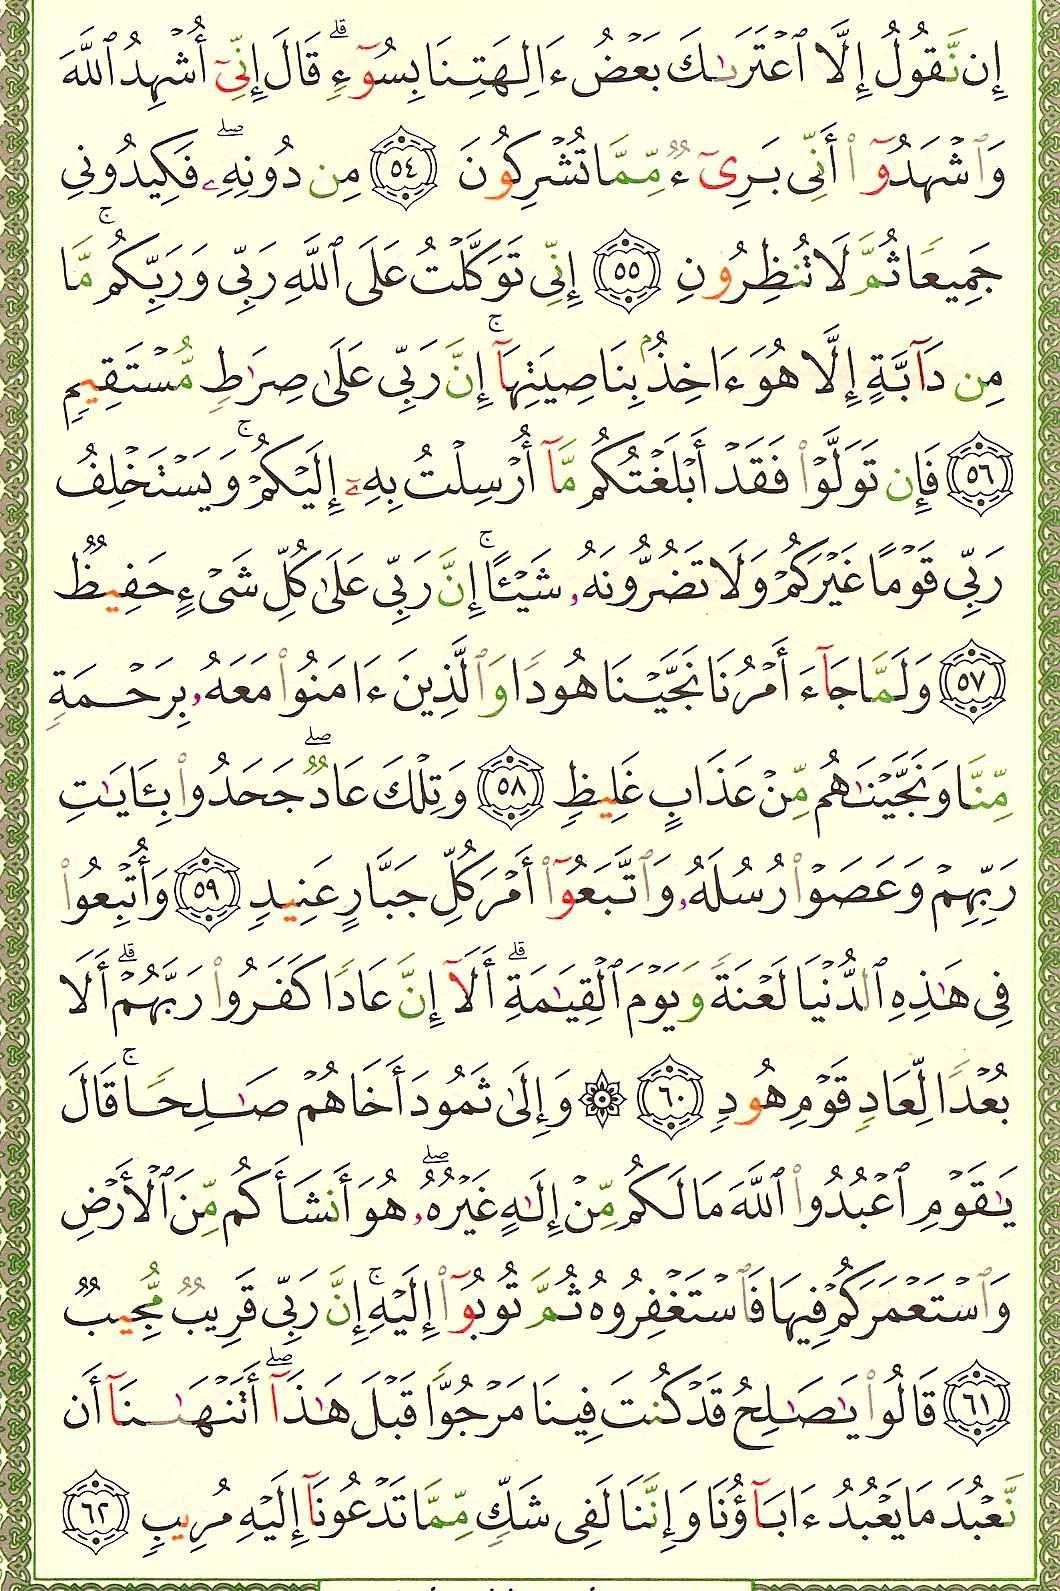 إِن نَّقُولُ إِلَّا ٱعْتَرَىٰكَ بَعْضُ ءَالِهَتِنَا بِسُوٓءٍۢ ۗ قَالَ إِنِّىٓ أُشْهِدُ ٱللَّهَ
وَٱشْهَدُوٓا۟ أَنِّى بَرِىٓءٌۭ مِّمَّا تُشْرِكُونَ ٥٤ مِن دُونِهِۦ ۖ فَكِيدُونِى
جَمِيعًۭا ثُمَّ لَا تُنظِرُونِ ٥٥ إِنِّى تَوَكَّلْتُ عَلَى ٱللَّهِ رَبِّى وَرَبِّكُم ۚ مَّا
مِن دَآبَّةٍ إِلَّا هُوَ ءَاخِذٌۢ بِنَاصِيَتِهَآ ۚ إِنَّ رَبِّى عَلَىٰ صِرَٰطٍۢ مُّسْتَقِيمٍۢ
٥٦ فَإِن تَوَلَّوْا۟ فَقَدْ أَبْلَغْتُكُم مَّآ أُرْسِلْتُ بِهِۦٓ إِلَيْكُمْ ۚ وَيَسْتَخْلِفُ
رَبِّى قَوْمًا غَيْرَكُمْ وَلَا تَضُرُّونَهُۥ شَيْـًٔا ۚ إِنَّ رَبِّى عَلَىٰ كُلِّ شَىْءٍ حَفِيظٌۭ
٥٧ وَلَمَّا جَآءَ أَمْرُنَا نَجَّيْنَا هُودًۭا وَٱلَّذِينَ ءَامَنُوا۟ مَعَهُۥ بِرَحْمَةٍۢ
مِّنَّا وَنَجَّيْنَٰهُم مِّنْ عَذَابٍ غَلِيظٍۢ ٥٨ وَتِلْكَ عَادٌۭ ۖ جَحَدُوا۟ بِـَٔايَٰتِ
رَبِّهِمْ وَعَصَوْا۟ رُسُلَهُۥ وَٱتَّبَعُوٓا۟ أَمْرَ كُلِّ جَبَّارٍ عَنِيدٍۢ ٥٩ وَأُتْبِعُوا۟
فِى هَٰذِهِ ٱلدُّنْيَا لَعْنَةًۭ وَيَوْمَ ٱلْقِيَٰمَةِ ۗ أَلَآ إِنَّ عَادًۭا كَفَرُوا۟ رَبَّهُمْ ۗ أَلَا
بُعْدًۭا لِّعَادٍۢ قَوْمِ هُودٍۢ ٦٠ ۞ وَإِلَىٰ ثَمُودَ أَخَاهُمْ صَٰلِحًۭا ۚ قَالَ
يَٰقَوْمِ ٱعْبُدُوا۟ ٱللَّهَ مَا لَكُم مِّنْ إِلَٰهٍ غَيْرُهُۥ ۖ هُوَ أَنشَأَكُم مِّنَ ٱلْأَرْضِ
وَٱسْتَعْمَرَكُمْ فِيهَا فَٱسْتَغْفِرُوهُ ثُمَّ تُوبُوٓا۟ إِلَيْهِ ۚ إِنَّ رَبِّى قَرِيبٌۭ مُّجِيبٌۭ
٦١ قَالُوا۟ يَٰصَٰلِحُ قَدْ كُنتَ فِينَا مَرْجُوًّۭا قَبْلَ هَٰذَآ ۖ أَتَنْهَىٰنَآ أَن
نَّعْبُدَ مَا يَعْبُدُ ءَابَآؤُنَا وَإِنَّنَا لَفِى شَكٍّۢ مِّمَّا تَدْعُونَآ إِلَيْهِ مُرِيبٍۢ ٦٢